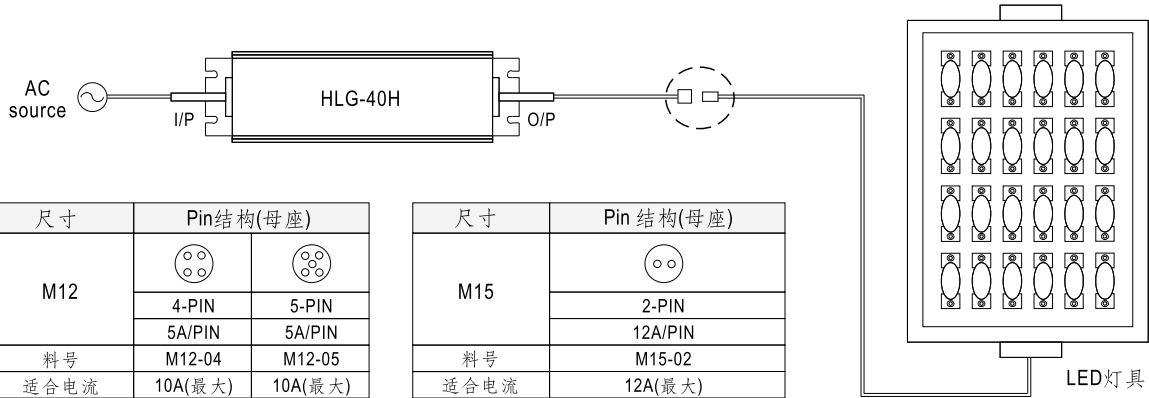 AC
source
I/P
HLG-40H
O/P
LED灯具
尺寸 Pin结构(母座)
M12
4-PIN 5-PIN
5A/PIN 5A/PIN
料号 M12-04 M12-05
适合电流 10A(最大) 10A(最大)
尺寸 Pin 结构(母座)
M15
2-PIN
12A/PIN
料号 M15-02
适合电流 12A(最大)